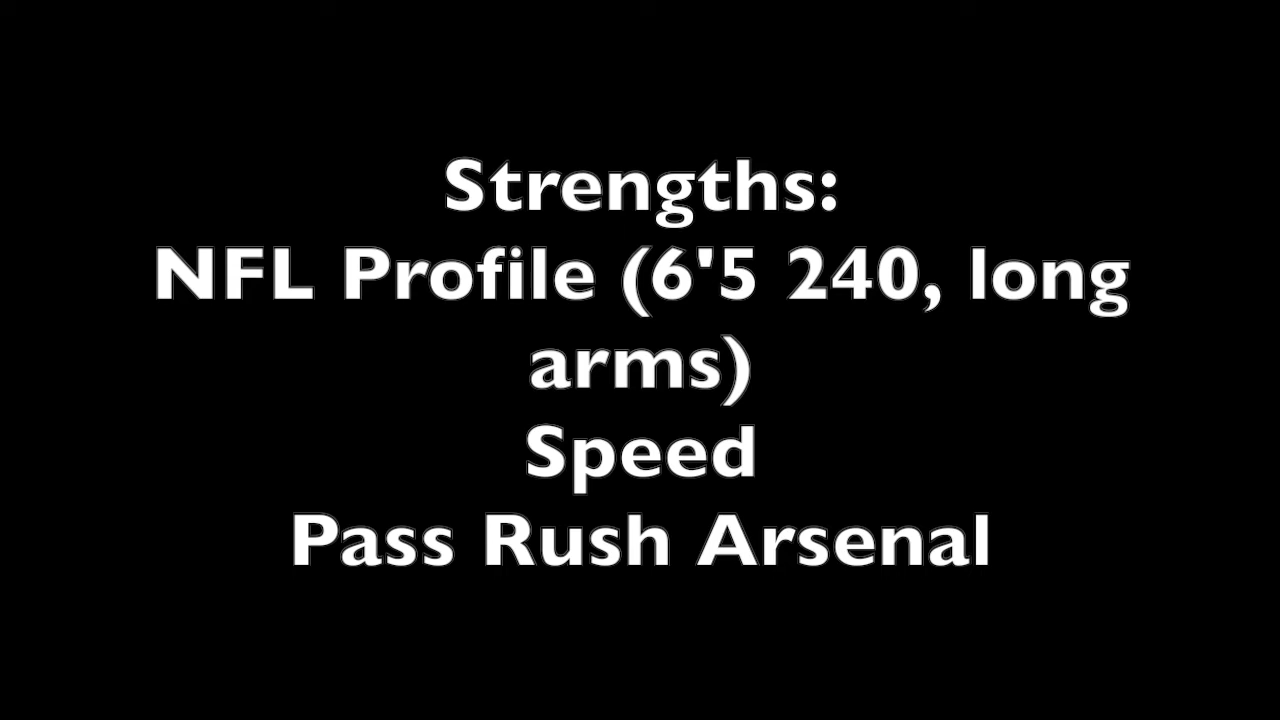 Strengths:
NFL Profile (6'5 240, long
arms)
Speed
Pass Rush Arsenal